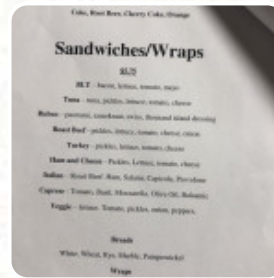 Coke, Root Beer, Cherry Coke, Orange
Sandwiches/Wraps
$5.75
BLT - bacon, lettuce, tomato, mayo
Tuna - tuna, pickles, lettuce, tomato, cheese
Reuben - pastrami, sauerkraut, swiss, thousand island dressing
Roast Beef - pickles, lettuce, tomato, cheese, onion
Turkey - pickles, lettuce, tomato, cheese
Ham and Cheese - Pickles, Lettuce, tomato, cheese
Italian - Roast Beef, Ham, Salami, Capicola, Provolone
Caprese - Tomato, Basil, Mozzarella, Olive Oil, Balsamic
Veggie - lettuce, Tomato, pickles, onion, peppers,
Breads
White, Wheat, Rye, Marble, Pumpernickel
Wraps